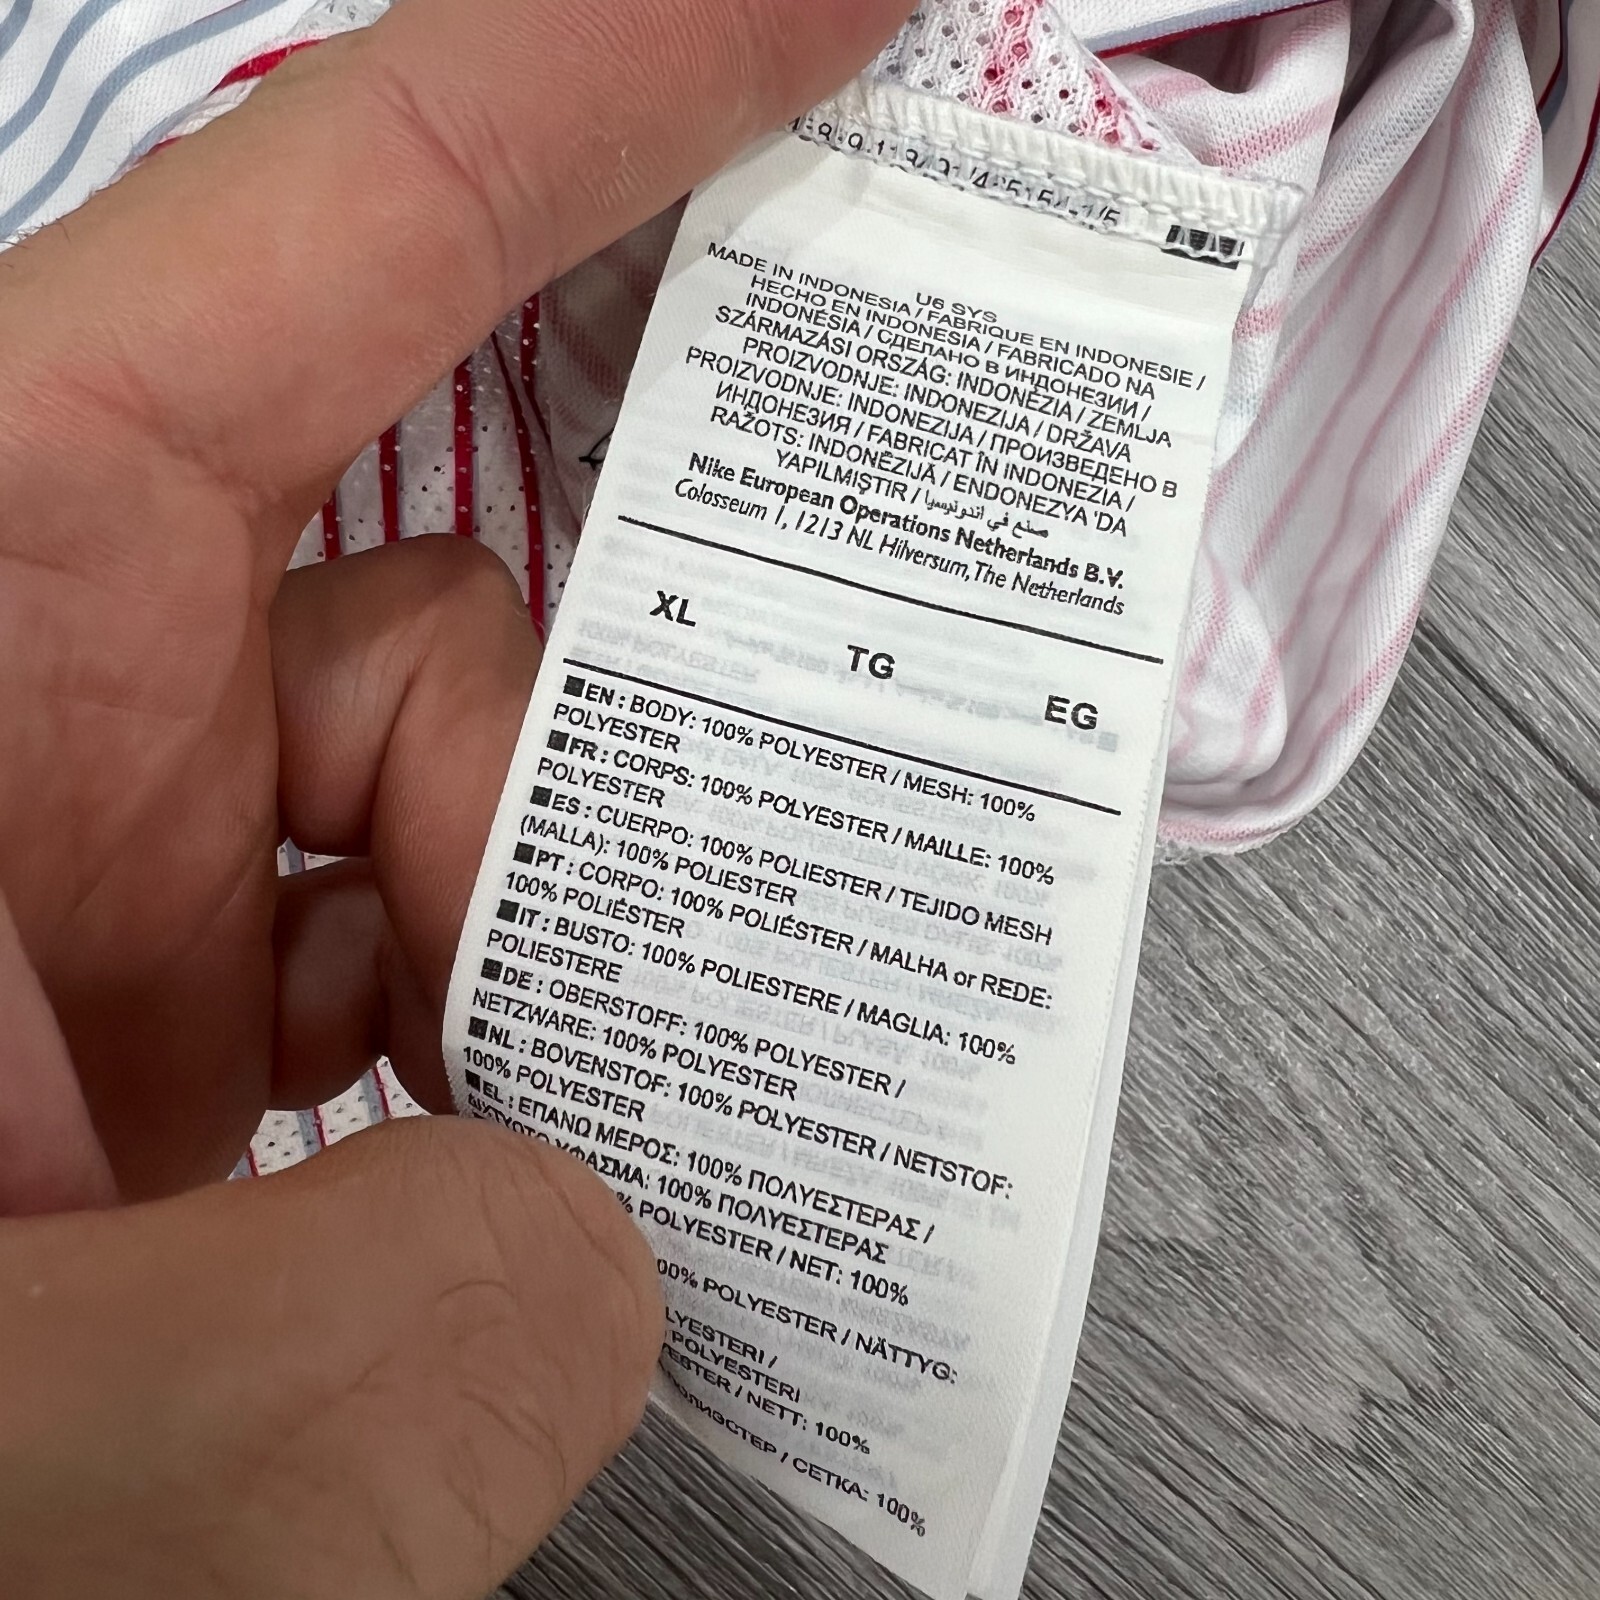 U6 SYS
MADE IN INDONESIA / FABRIQUE EN INDONESIE /
HECHO EN INDONESIA / FABRICADO NA
INDONÉSIA / СДЕЛАНО В ИНДОНЕЗИИ /
SZÁRMAZÁSI ORSZÁG: INDONÉZIA / ZEMLJA
PROIZVODNJE: INDONEZIJA / DRŽAVA
PROIZVODNJE: INDONEZIJA / ПРОИЗВЕДЕНО В
ИНДОНЕЗИЯ / FABRICAT ÎN INDONEZIA /
RAŽOTS: INDONĒZIJĀ / ENDONEZYA 'DA
YAPILMIŞTIR / صنع في اندونيسيا
Nike European Operations Netherlands B.V.
Colosseum 1, 1213 NL Hilversum, The Netherlands
XL TG EG
EN : BODY: 100% POLYESTER / MESH: 100%
POLYESTER
FR : CORPS: 100% POLYESTER / MAILLE: 100%
POLYESTER
ES : CUERPO: 100% POLIESTER / TEJIDO MESH
(MALLA): 100% POLIESTER
PT : CORPO: 100% POLIÉSTER / MALHA or REDE:
100% POLIÉSTER
IT : BUSTO: 100% POLIESTERE / MAGLIA: 100%
POLIESTERE
DE : OBERSTOFF: 100% POLYESTER /
NETZWARE: 100% POLYESTER
NL : BOVENSTOF: 100% POLYESTER / NETSTOF:
100% POLYESTER
EL : ΕΠΑΝΩ ΜΕΡΟΣ: 100% ΠΟΛΥΕΣΤΕΡΑΣ /
ΔΙΧΤΥΩΤΟ ΥΦΑΣΜΑ: 100% ΠΟΛΥΕΣΤΕΡΑΣ
% POLYESTER / NET: 100%
00% POLYESTER / NÄTTYG:
LYESTERI /
POLYESTERI
ESTER / NETT: 100%
ПОЛИЭСТЕР / СЕТКА: 100%